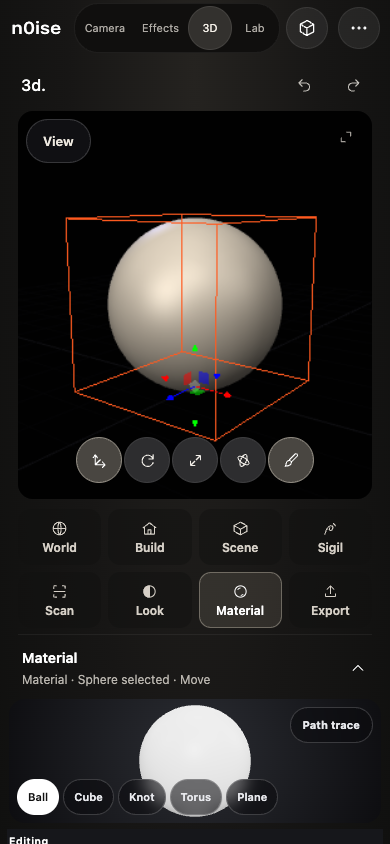 n0ise
Camera Effects 3D Lab
3d.
View
World Build Scene Sigil
Scan Look Material Export
Material
Material · Sphere selected · Move
Path trace
Ball Cube Knot Torus Plane
Editing